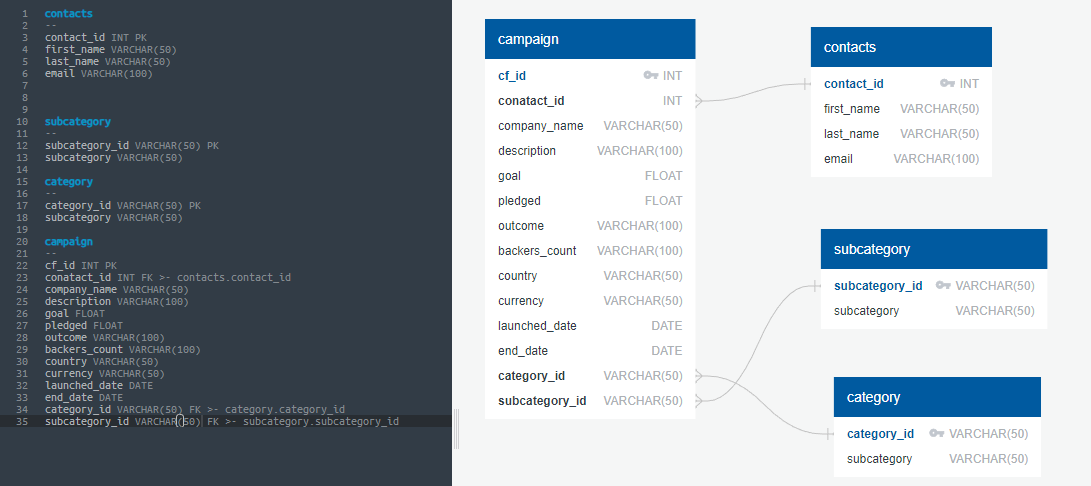 1 contacts
2 --
3 contact_id INT PK
4 first_name VARCHAR(50)
5 last_name VARCHAR(50)
6 email VARCHAR(100)
7
8
9
10 subcategory
11 --
12 subcategory_id VARCHAR(50) PK
13 subcategory VARCHAR(50)
14
15 category
16 --
17 category_id VARCHAR(50) PK
18 subcategory VARCHAR(50)
19
20 campaign
21 --
22 cf_id INT PK
23 conatact_id INT FK >- contacts.contact_id
24 company_name VARCHAR(50)
25 description VARCHAR(100)
26 goal FLOAT
27 pledged FLOAT
28 outcome VARCHAR(100)
29 backers_count VARCHAR(100)
30 country VARCHAR(50)
31 currency VARCHAR(50)
32 launched_date DATE
33 end_date DATE
34 category_id VARCHAR(50) FK >- category.category_id
35 subcategory_id VARCHAR(50) FK >- subcategory.subcategory_id
campaign
cf_id INT
conatact_id INT
company_name VARCHAR(50)
description VARCHAR(100)
goal FLOAT
pledged FLOAT
outcome VARCHAR(100)
backers_count VARCHAR(100)
country VARCHAR(50)
currency VARCHAR(50)
launched_date DATE
end_date DATE
category_id VARCHAR(50)
subcategory_id VARCHAR(50)
contacts
contact_id INT
first_name VARCHAR(50)
last_name VARCHAR(50)
email VARCHAR(100)
subcategory
subcategory_id VARCHAR(50)
subcategory VARCHAR(50)
category
category_id VARCHAR(50)
subcategory VARCHAR(50)